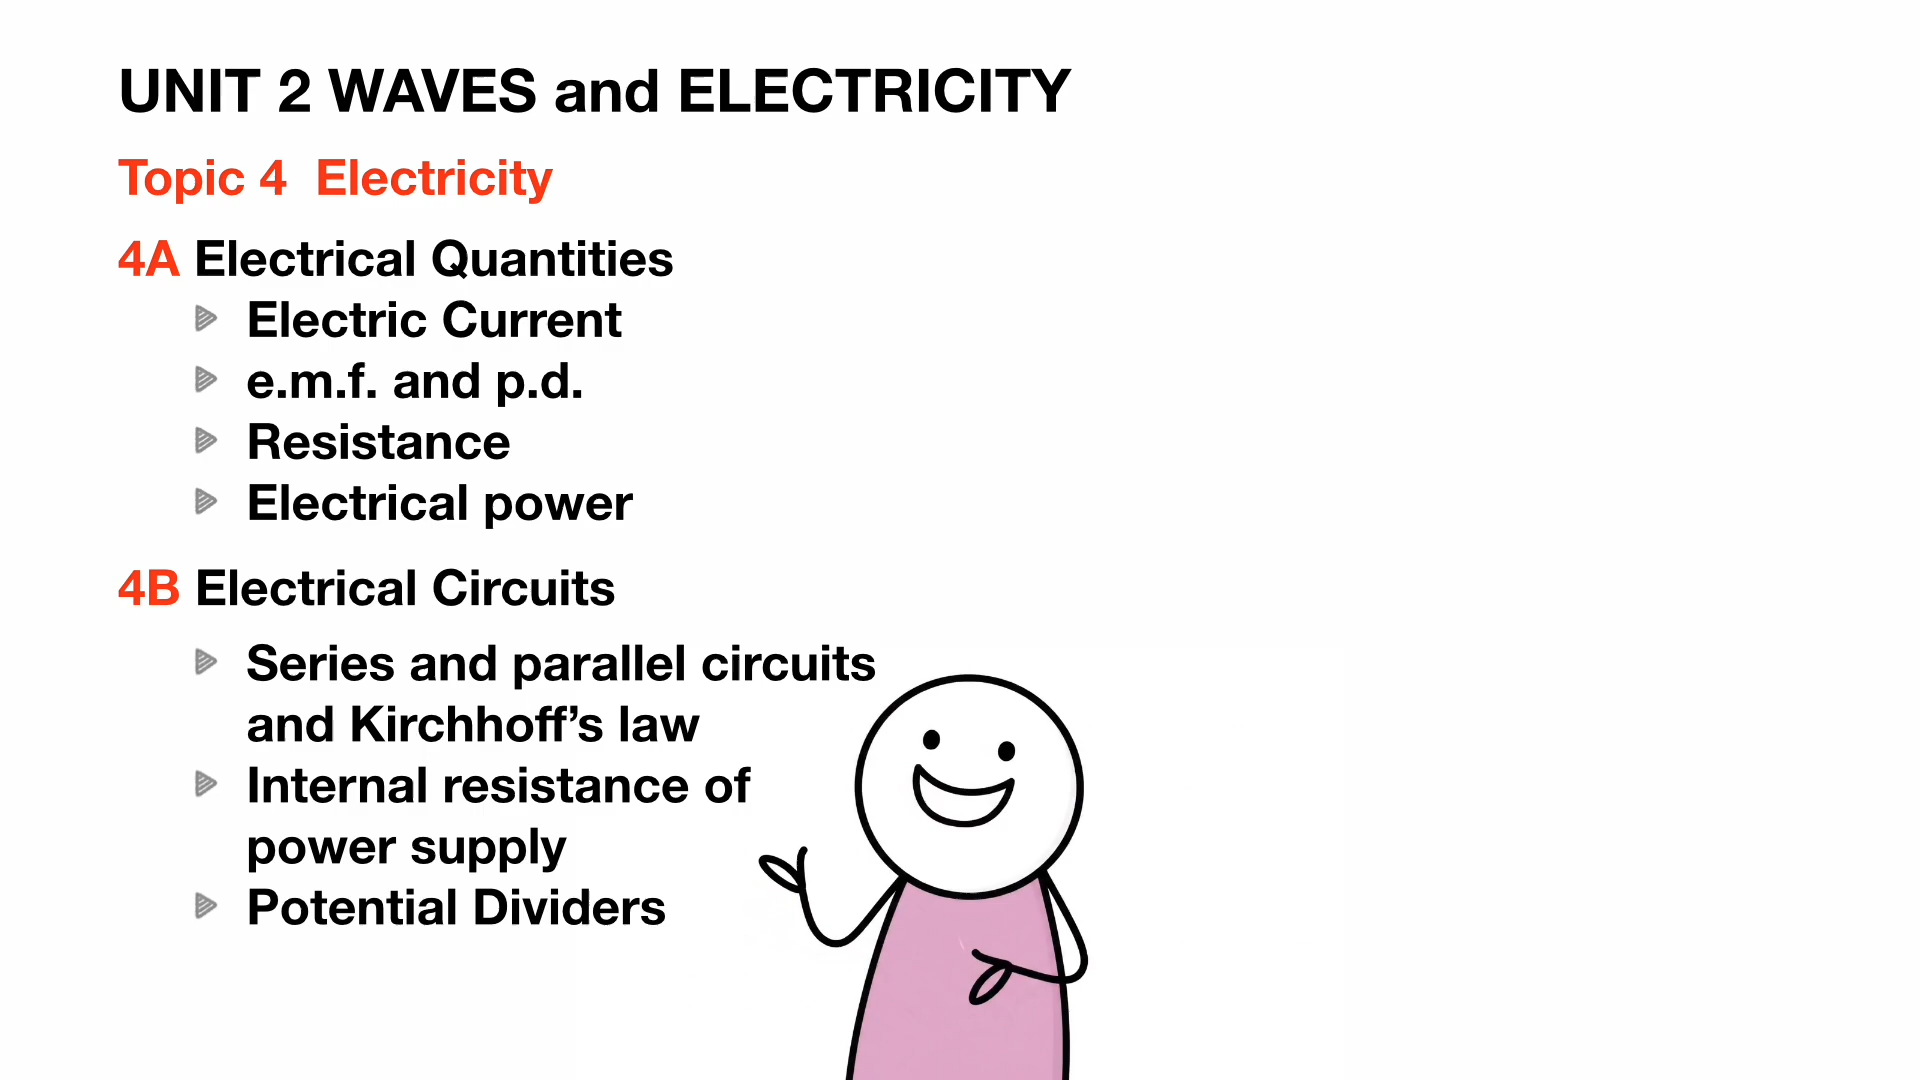 UNIT 2 WAVES and ELECTRICITY
Topic 4 Electricity
4A Electrical Quantities
Electric Current
e.m.f. and p.d.
Resistance
Electrical power
4B Electrical Circuits
Series and parallel circuits
and Kirchhoff’s law
Internal resistance of
power supply
Potential Dividers